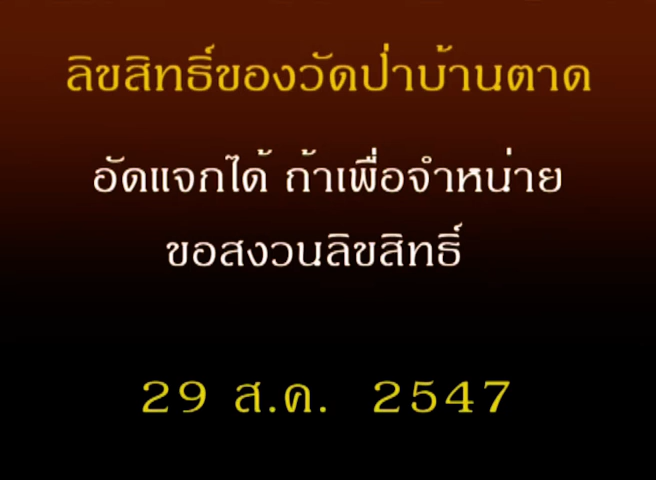 ลิขสิทธิ์ของวัดป่าบ้านตาด
อัดแจกได้ ถ้าเพื่อจำหน่าย
ขอสงวนลิขสิทธิ์
29 ส.ค. 2547